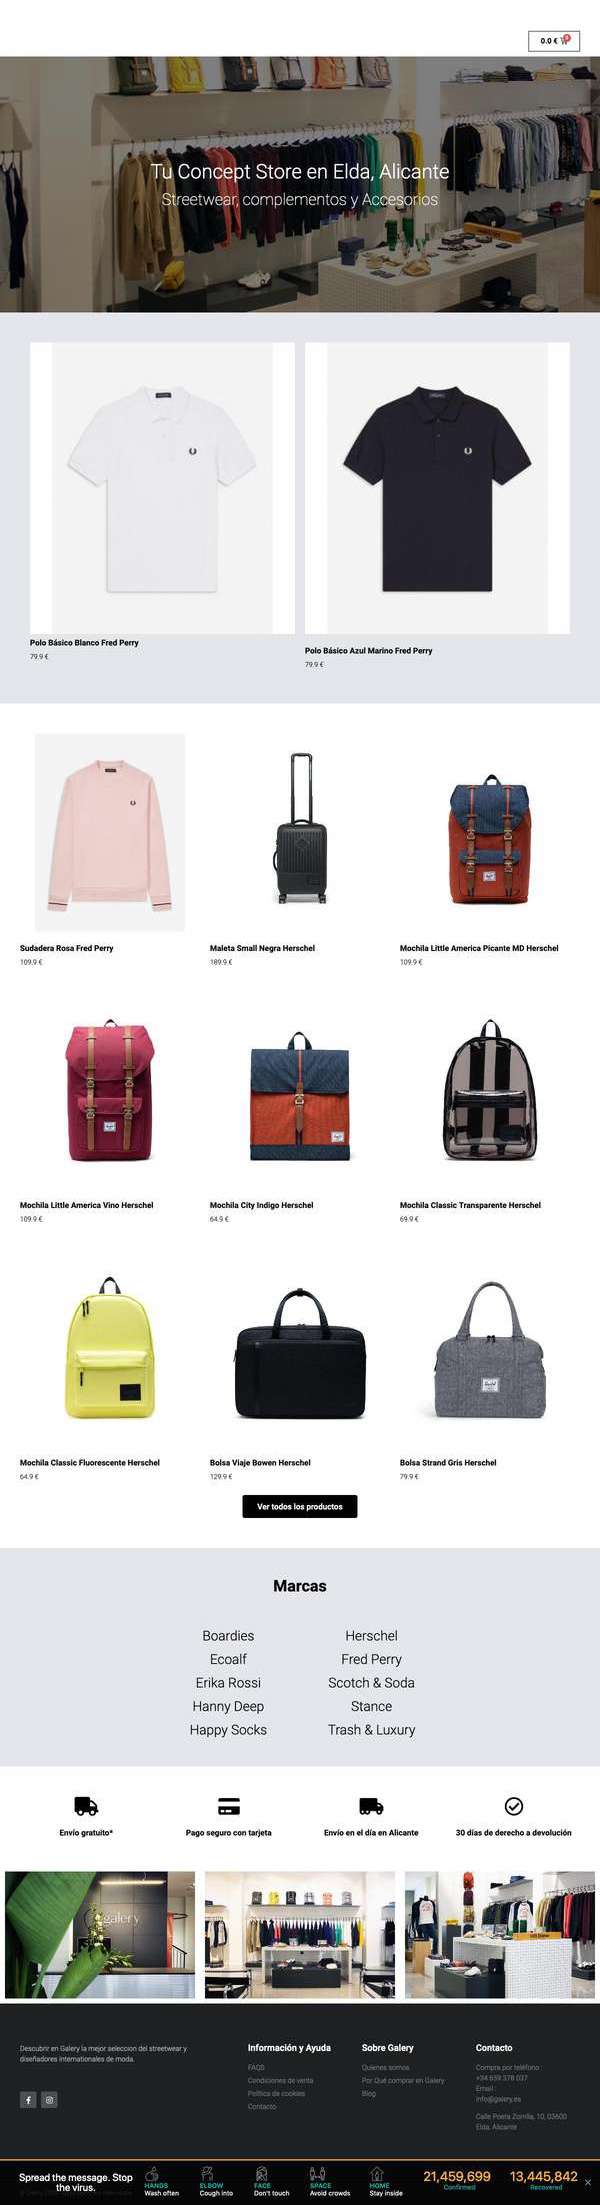 0.0 € 0
Tu Concept Store en Elda, Alicante
Streetwear, complementos y Accesorios
Polo Básico Blanco Fred Perry
79.9 €
Polo Básico Azul Marino Fred Perry
79.9 €
Sudadera Rosa Fred Perry
109.9 €
Maleta Small Negra Herschel
189.9 €
Mochila Little America Picante MD Herschel
109.9 €
Mochila Little America Vino Herschel
109.9 €
Mochila City Indigo Herschel
64.9 €
Mochila Classic Transparente Herschel
69.9 €
Mochila Classic Fluorescente Herschel
64.9 €
Bolsa Viaje Bowen Herschel
129.9 €
Bolsa Strand Gris Herschel
79.9 €
Ver todos los productos
Marcas
Boardies
Ecoalf
Erika Rossi
Hanny Deep
Happy Socks
Herschel
Fred Perry
Scotch & Soda
Stance
Trash & Luxury
Envío gratuito*
Pago seguro con tarjeta
Envío en el día en Alicante
30 días de derecho a devolución
galery
Descubrir en Galery la mejor seleccion del streetwear y
diseñadores internacionales de moda.
Información y Ayuda
FAQS
Condiciones de venta
Política de cookies
Contacto
Sobre Galery
Quienes somos
Por Qué comprar en Galery
Blog
Contacto
Compra por teléfono
+34 659 378 037
Email :
info@galery.es
Calle Poeta Zorrilla, 10, 03600
Elda, Alicante
Spread the message. Stop
the virus.
HANDS
Wash often
ELBOW
Cough into
FACE
Don't touch
SPACE
Avoid crowds
HOME
Stay inside
21,459,699
Confirmed
13,445,842
Recovered